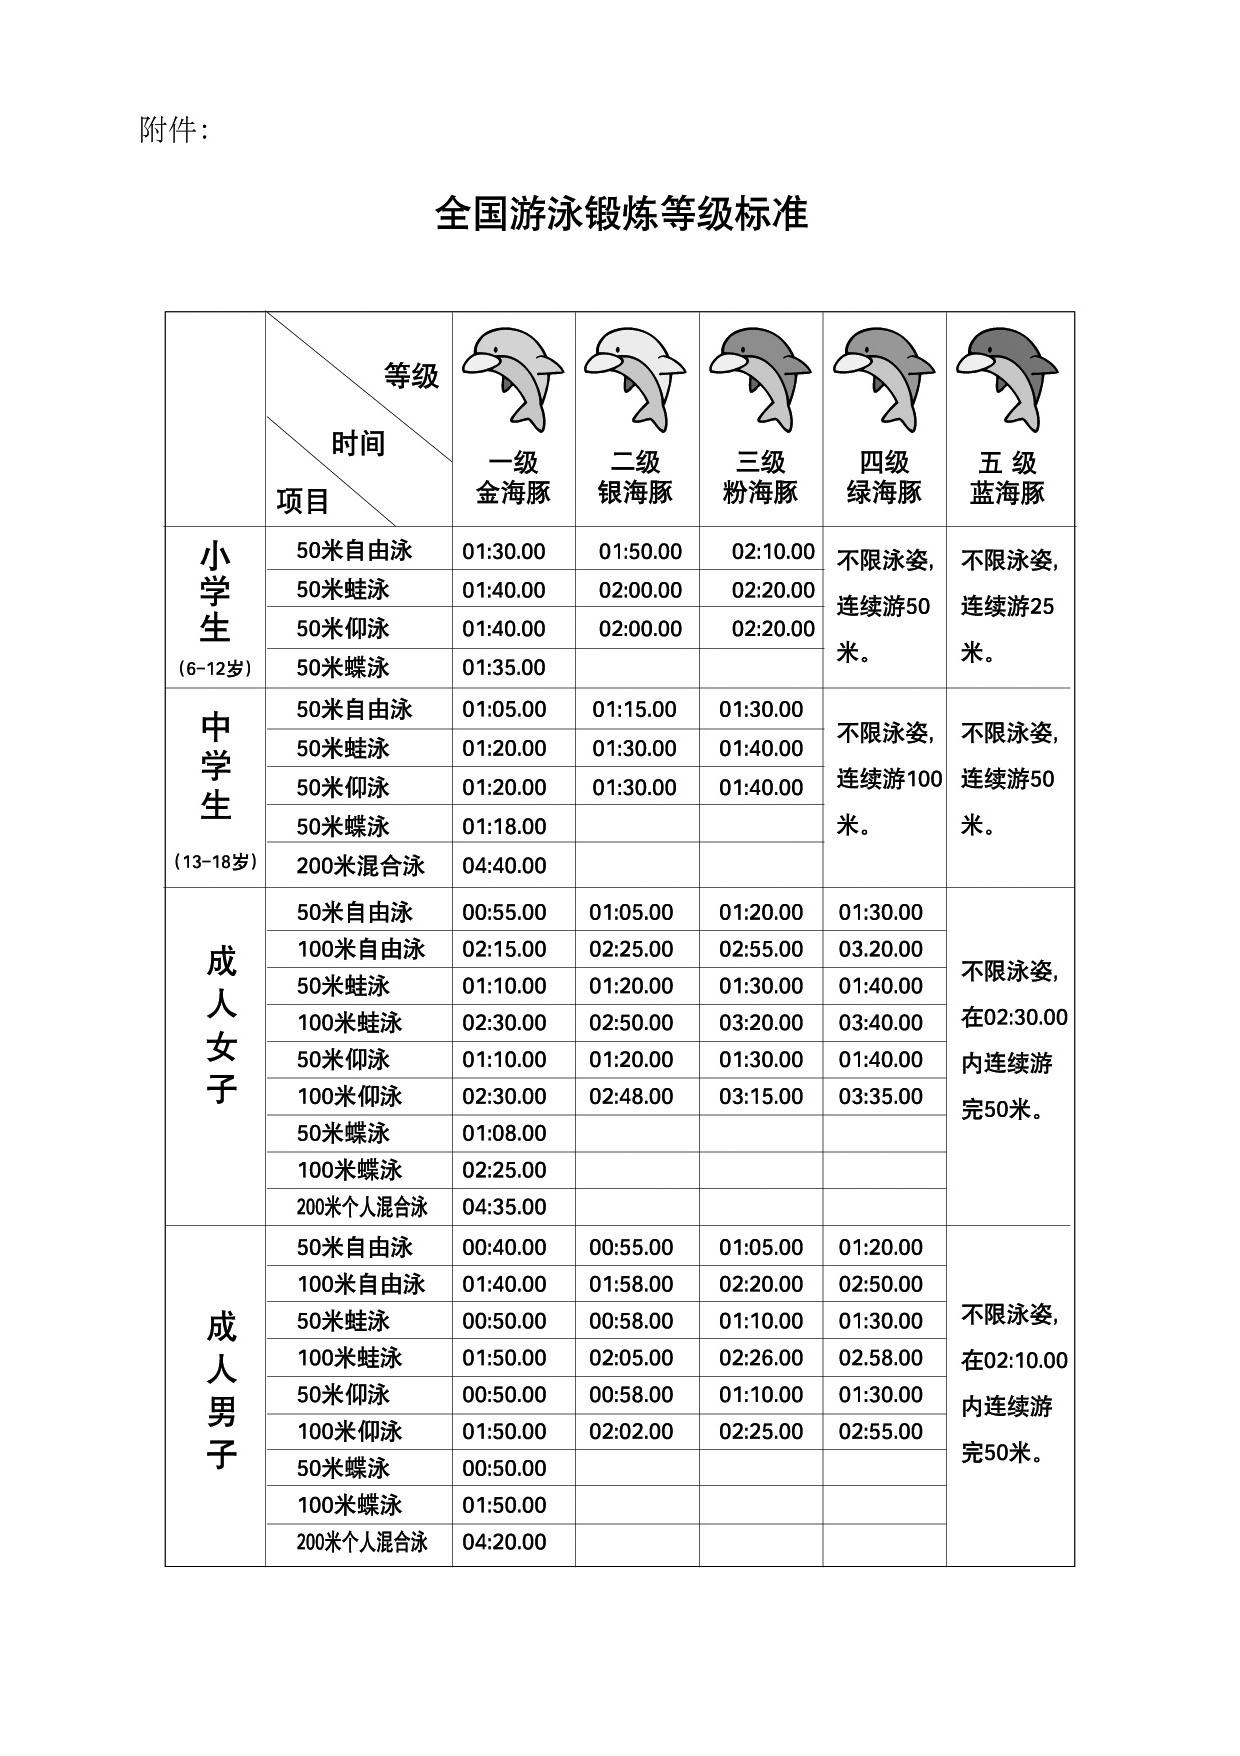 附件：
全国游泳锻炼等级标准
等级
时间
项目
一级
金海豚
二级
银海豚
三级
粉海豚
四级
绿海豚
五 级
蓝海豚
小学生
（6-12岁）
50米自由泳 01:30.00 01:50.00 02:10.00
50米蛙泳 01:40.00 02:00.00 02:20.00
50米仰泳 01:40.00 02:00.00 02:20.00
50米蝶泳 01:35.00
不限泳姿，
连续游50
米。
不限泳姿，
连续游25
米。
中学生
（13-18岁）
50米自由泳 01:05.00 01:15.00 01:30.00
50米蛙泳 01:20.00 01:30.00 01:40.00
50米仰泳 01:20.00 01:30.00 01:40.00
50米蝶泳 01:18.00
200米混合泳 04:40.00
不限泳姿，
连续游100
米。
不限泳姿，
连续游50
米。
成人女子
50米自由泳 00:55.00 01:05.00 01:20.00 01:30.00
100米自由泳 02:15.00 02:25.00 02:55.00 03.20.00
50米蛙泳 01:10.00 01:20.00 01:30.00 01:40.00
100米蛙泳 02:30.00 02:50.00 03:20.00 03:40.00
50米仰泳 01:10.00 01:20.00 01:30.00 01:40.00
100米仰泳 02:30.00 02:48.00 03:15.00 03:35.00
50米蝶泳 01:08.00
100米蝶泳 02:25.00
200米个人混合泳 04:35.00
不限泳姿，
在02:30.00
内连续游
完50米。
成人男子
50米自由泳 00:40.00 00:55.00 01:05.00 01:20.00
100米自由泳 01:40.00 01:58.00 02:20.00 02:50.00
50米蛙泳 00:50.00 00:58.00 01:10.00 01:30.00
100米蛙泳 01:50.00 02:05.00 02:26.00 02.58.00
50米仰泳 00:50.00 00:58.00 01:10.00 01:30.00
100米仰泳 01:50.00 02:02.00 02:25.00 02:55.00
50米蝶泳 00:50.00
100米蝶泳 01:50.00
200米个人混合泳 04:20.00
不限泳姿，
在02:10.00
内连续游
完50米。